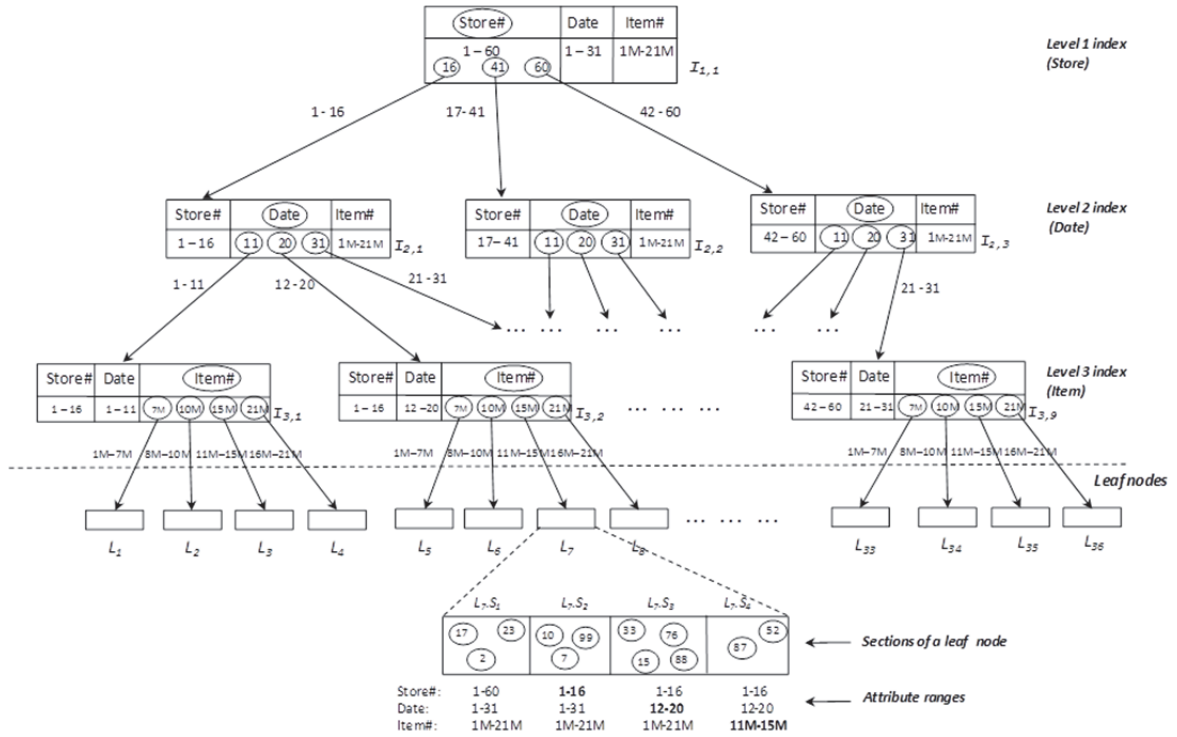 Store# Date Item#
1 – 60 1 – 31 1M-21M
16 41 60
I1,1
Level 1 index
(Store)
1 - 16 17 - 41 42 - 60
Store# Date Item#
1 – 16 11 20 31 1M-21M
I2,1
Store# Date Item#
17 – 41 11 20 31 1M-21M
I2,2
Store# Date Item#
42 – 60 11 20 31 1M-21M
I2,3
Level 2 index
(Date)
1 - 11 12 - 20 21 - 31 21 - 31
... ... ... ... ... ...
Store# Date Item#
1 – 16 1 – 11 7M 10M 15M 21M
I3,1
Store# Date Item#
1 – 16 12 – 20 7M 10M 15M 21M
I3,2
... ... ...
Store# Date Item#
42 – 60 21 – 31 7M 10M 15M 21M
I3,9
Level 3 index
(Item)
1M–7M 8M–10M 11M–15M 16M–21M
1M–7M 8M–10M 11M–15M 16M–21M
1M–7M 8M–10M 11M–15M 16M–21M
Leaf nodes
... ... ...
L1 L2 L3 L4 L5 L6 L7 L8 L33 L34 L35 L36
L7.S1 L7.S2 L7.S3 L7.S4
17 23 2
10 99 7
33 76 15 88
52 87
Sections of a leaf node
Store#: 1-60 1-16 1-16 1-16
Date: 1-31 1-31 12-20 12-20
Item#: 1M-21M 1M-21M 1M-21M 11M-15M
Attribute ranges